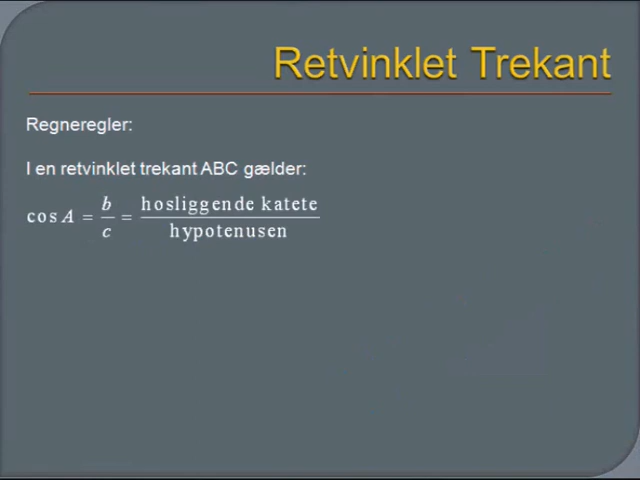 Retvinklet Trekant
Regneregler:
I en retvinklet trekant ABC gælder:
cos A = b/c = hosliggende katete/hypotenusen